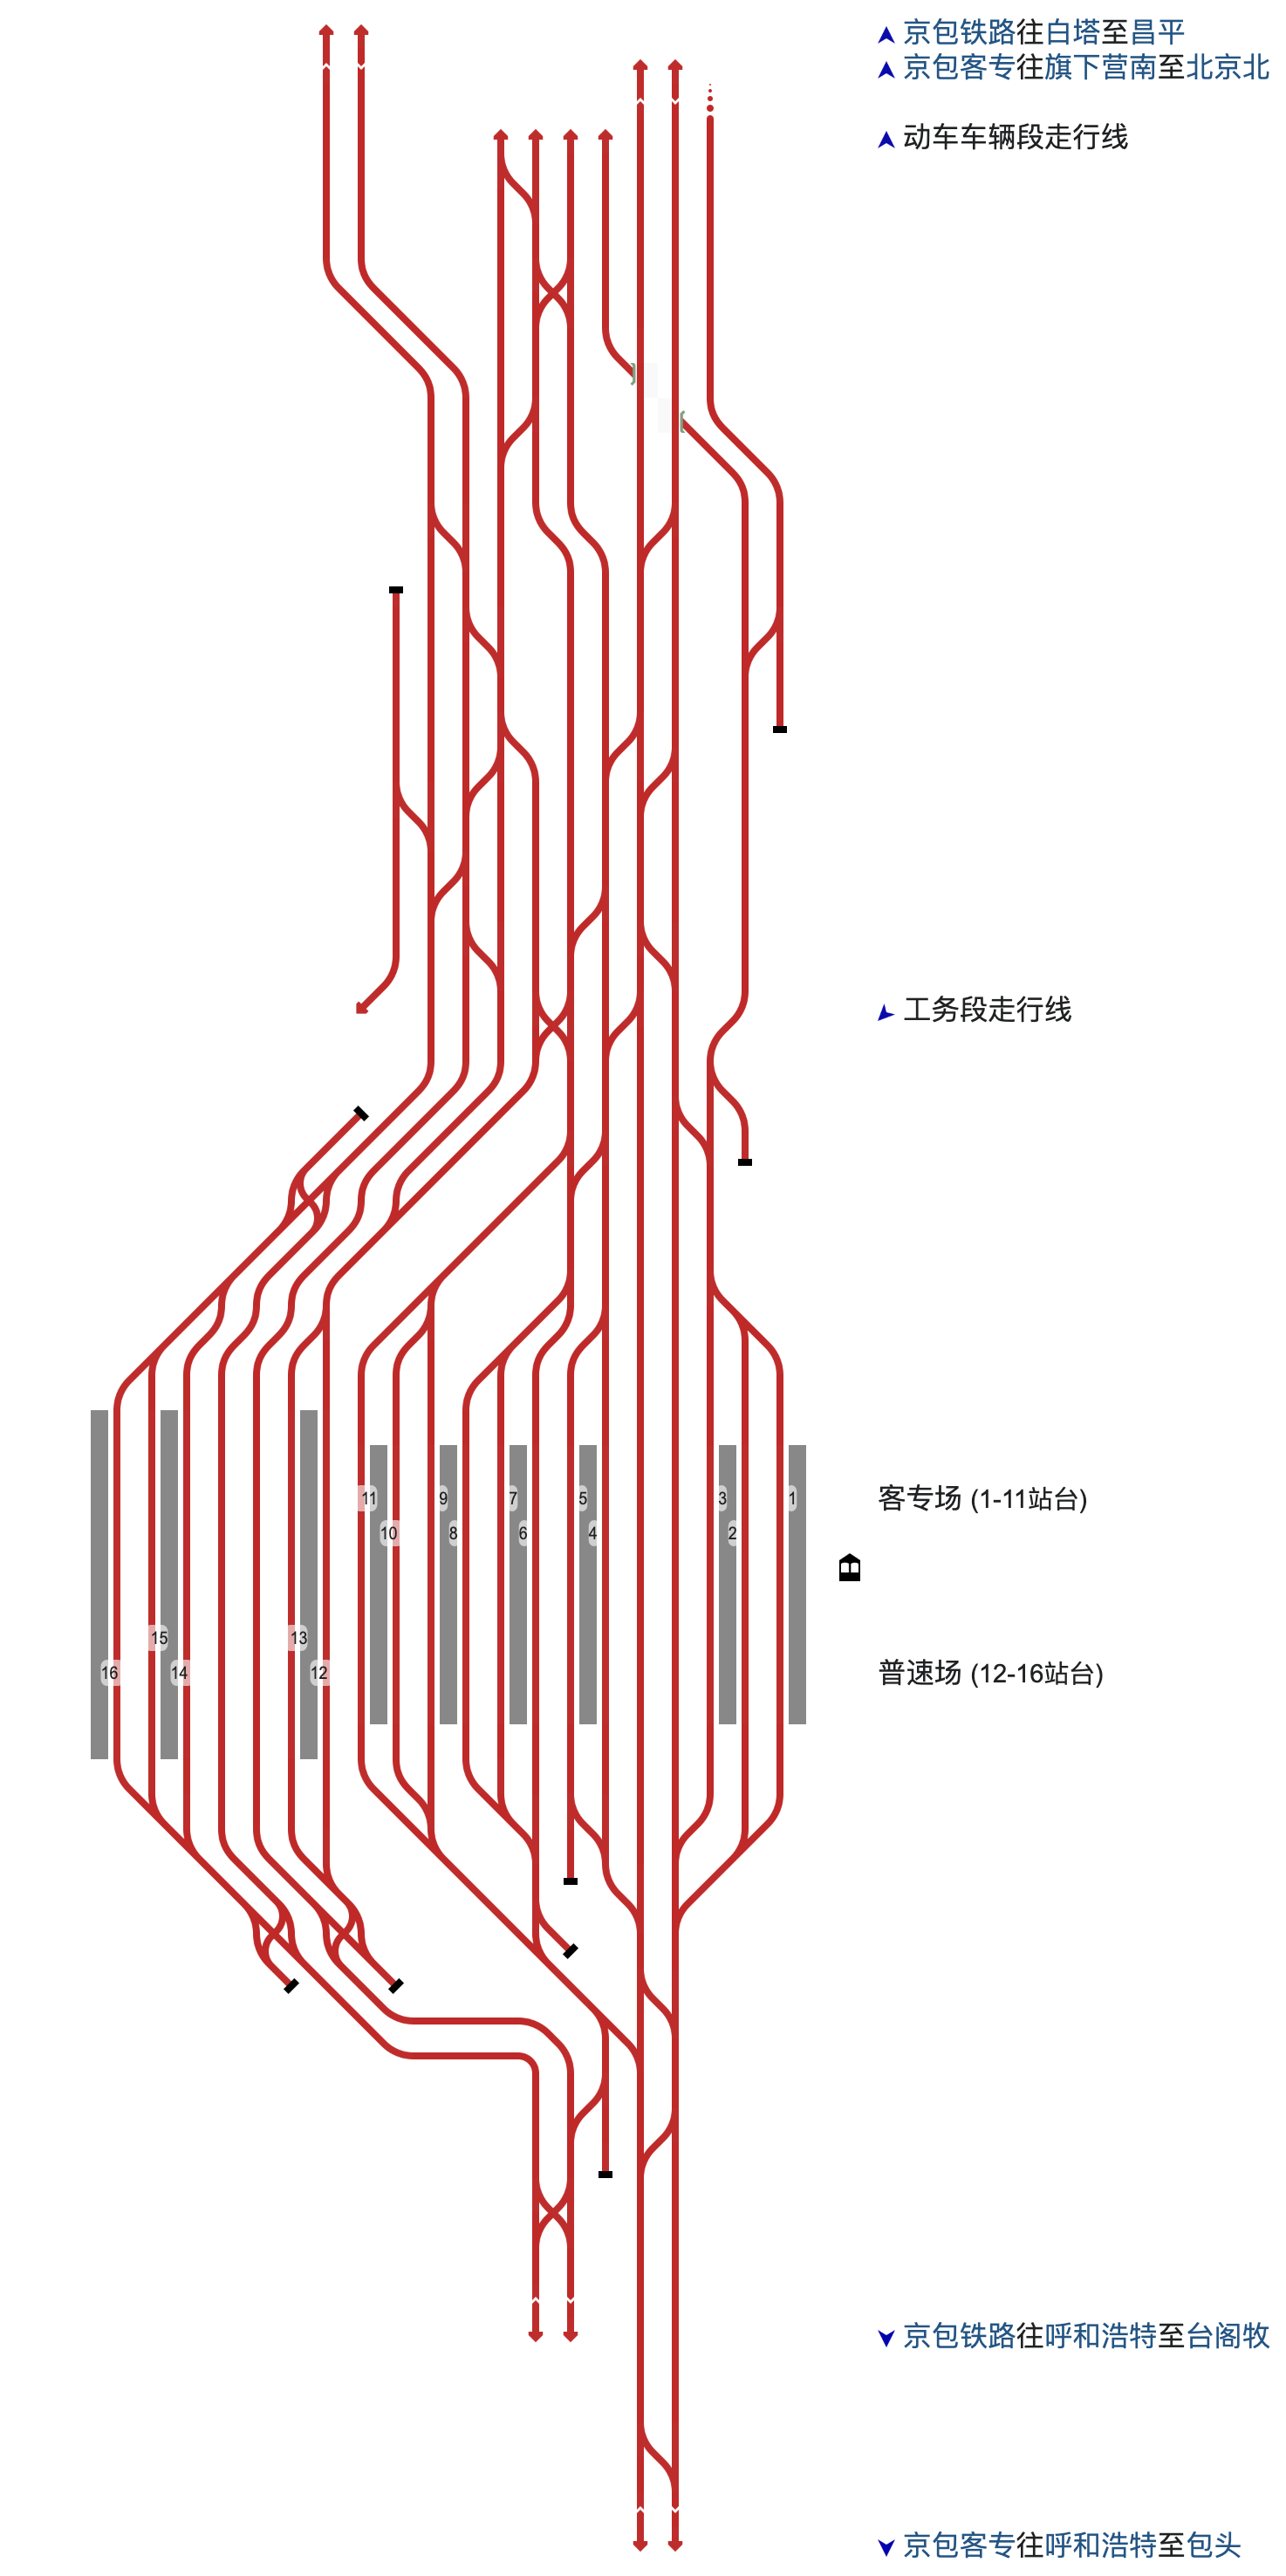 京包铁路往白塔至昌平
京包客专往旗下营南至北京北
动车车辆段走行线
工务段走行线
11 9 7 5 3 1
客专场 (1-11站台)
10 8 6 4 2
15 13
16 14 12
普速场 (12-16站台)
京包铁路往呼和浩特至台阁牧
京包客专往呼和浩特至包头